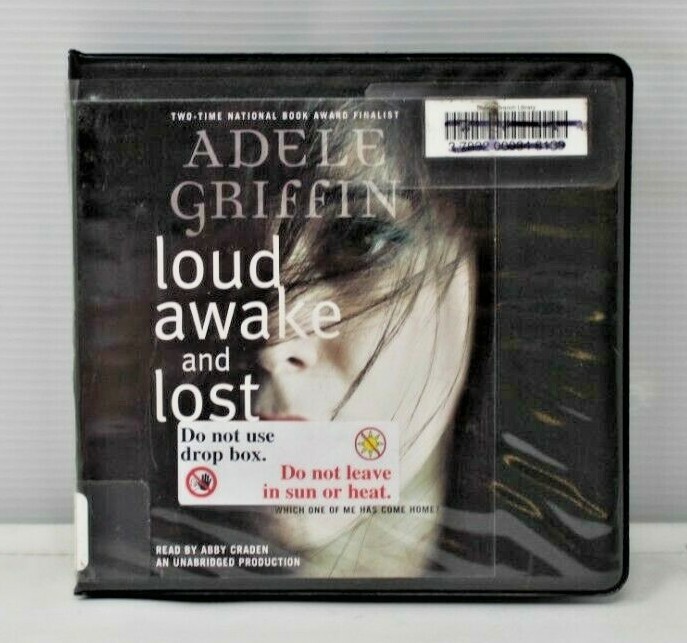 TWO-TIME NATIONAL BOOK AWARD FINALIST
ADELE
GRIFFIN
loud
awake
and
lost
Do not use
drop box.
Do not leave
in sun or heat.
WHICH ONE OF ME HAS COME HOME?
READ BY ABBY CRADEN
AN UNABRIDGED PRODUCTION